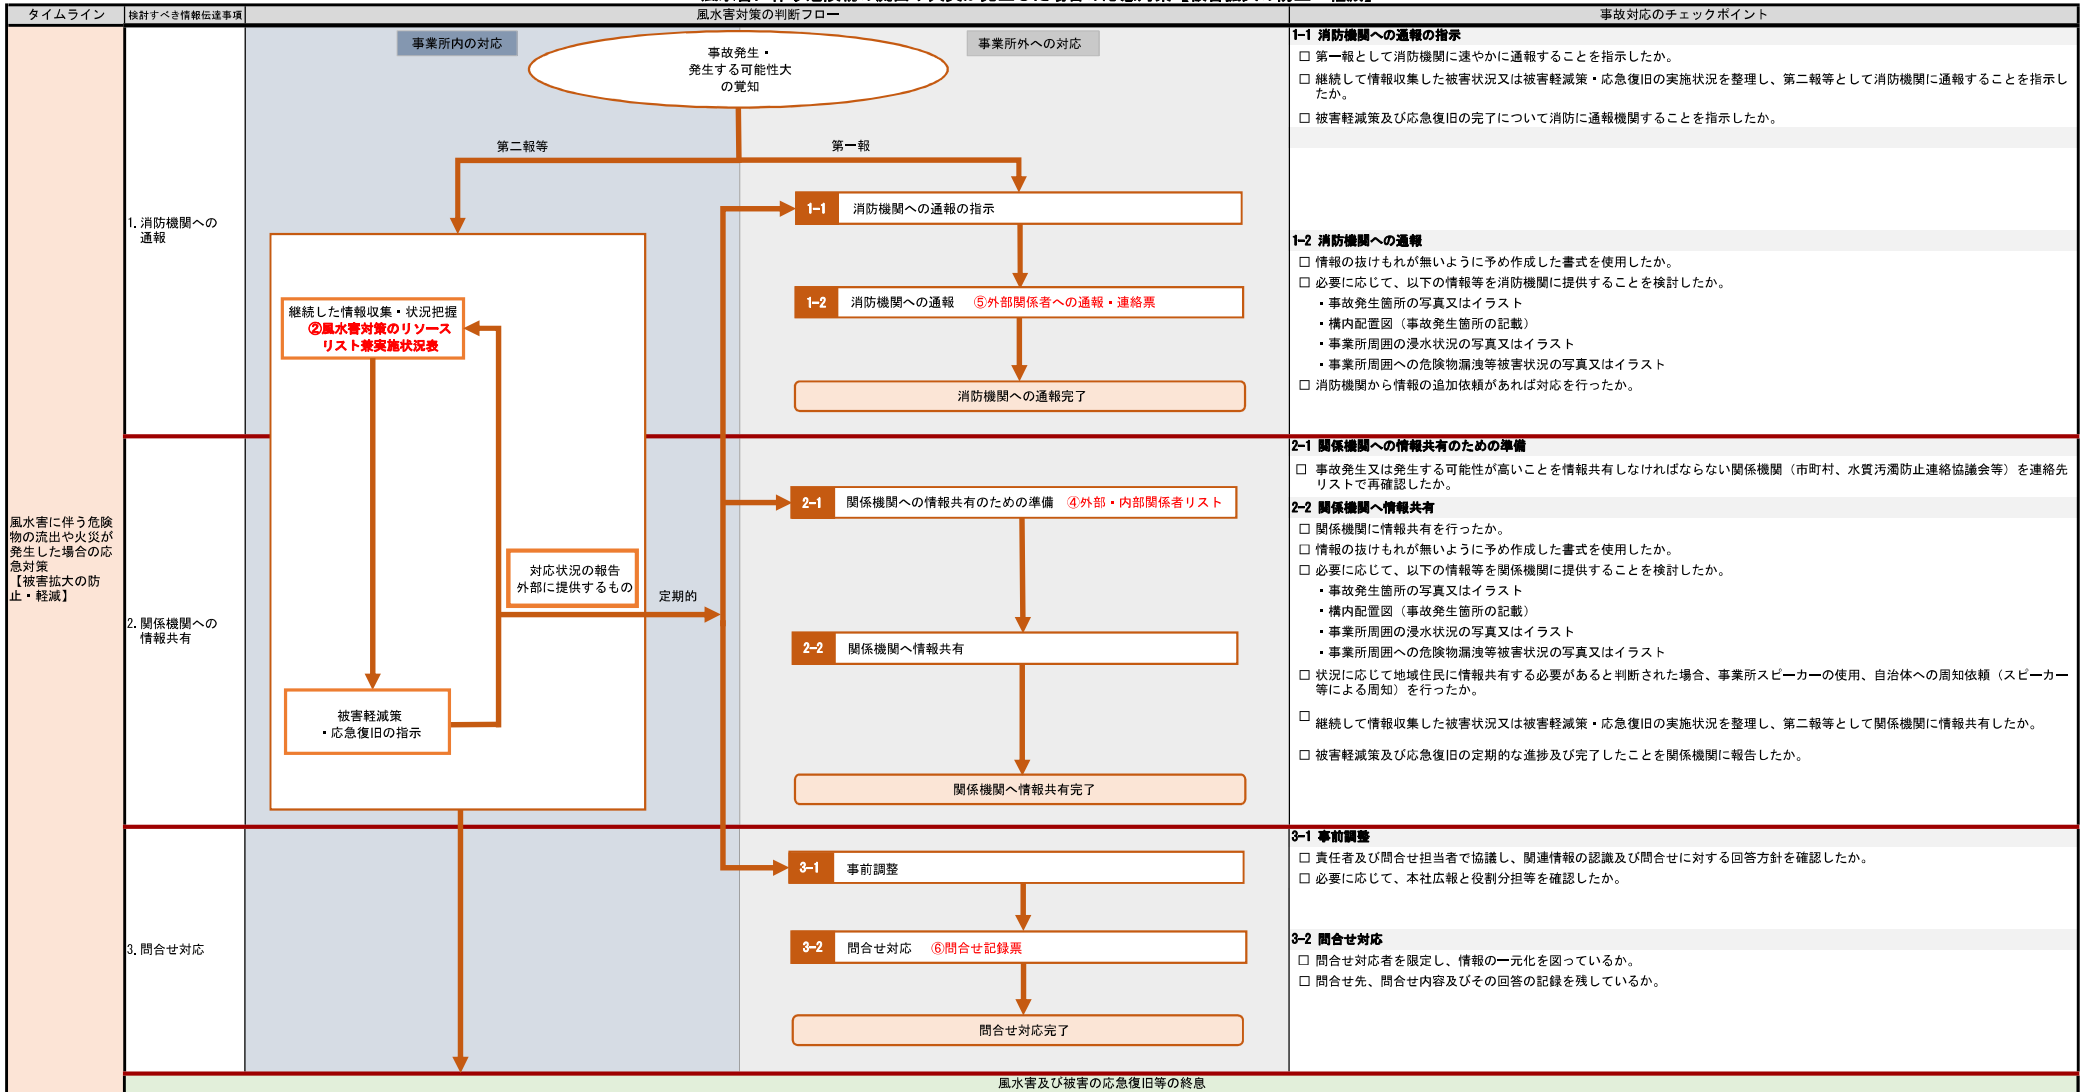 タイムライン
検討すべき情報伝達事項
風水害対策の判断フロー
事故対応のチェックポイント
風水害に伴う危険
物の流出や火災が
発生した場合の応
急対策
【被害拡大の防
止・軽減】
1. 消防機関への
通報
2. 関係機関への
情報共有
3. 問合せ対応
事業所内の対応
事業所外への対応
事故発生・
発生する可能性大
の覚知
第二報等
第一報
1-1 消防機関への通報の指示
1-2 消防機関への通報 ⑤外部関係者への通報・連絡票
消防機関への通報完了
継続した情報収集・状況把握
②風水害対策のリソース
リスト兼実施状況表
対応状況の報告
外部に提供するもの
定期的
被害軽減策
・応急復旧の指示
2-1 関係機関への情報共有のための準備 ④外部・内部関係者リスト
2-2 関係機関へ情報共有
関係機関へ情報共有完了
3-1 事前調整
3-2 問合せ対応 ⑥問合せ記録票
問合せ対応完了
1-1 消防機関への通報の指示
□ 第一報として消防機関に速やかに通報することを指示したか。
□ 継続して情報収集した被害状況又は被害軽減策・応急復旧の実施状況を整理し、第二報等として消防機関に通報することを指示し
たか。
□ 被害軽減策及び応急復旧の完了について消防に通報機関することを指示したか。
1-2 消防機関への通報
□ 情報の抜けもれが無いように予め作成した書式を使用したか。
□ 必要に応じて、以下の情報等を消防機関に提供することを検討したか。
・事故発生箇所の写真又はイラスト
・構内配置図（事故発生箇所の記載）
・事業所周囲の浸水状況の写真又はイラスト
・事業所周囲への危険物漏洩等被害状況の写真又はイラスト
□ 消防機関から情報の追加依頼があれば対応を行ったか。
2-1 関係機関への情報共有のための準備
□ 事故発生又は発生する可能性が高いことを情報共有しなければならない関係機関（市町村、水質汚濁防止連絡協議会等）を連絡先
リストで再確認したか。
2-2 関係機関へ情報共有
□ 関係機関に情報共有を行ったか。
□ 情報の抜けもれが無いように予め作成した書式を使用したか。
□ 必要に応じて、以下の情報等を関係機関に提供することを検討したか。
・事故発生箇所の写真又はイラスト
・構内配置図（事故発生箇所の記載）
・事業所周囲の浸水状況の写真又はイラスト
・事業所周囲への危険物漏洩等被害状況の写真又はイラスト
□ 状況に応じて地域住民に情報共有する必要があると判断された場合、事業所スピーカーの使用、自治体への周知依頼（スピーカー
等による周知）を行ったか。
□ 継続して情報収集した被害状況又は被害軽減策・応急復旧の実施状況を整理し、第二報等として関係機関に情報共有したか。
□ 被害軽減策及び応急復旧の定期的な進捗及び完了したことを関係機関に報告したか。
3-1 事前調整
□ 責任者及び問合せ担当者で協議し、関連情報の認識及び問合せに対する回答方針を確認したか。
□ 必要に応じて、本社広報と役割分担等を確認したか。
3-2 問合せ対応
□ 問合せ対応者を限定し、情報の一元化を図っているか。
□ 問合せ先、問合せ内容及びその回答の記録を残しているか。
風水害及び被害の応急復旧等の終息